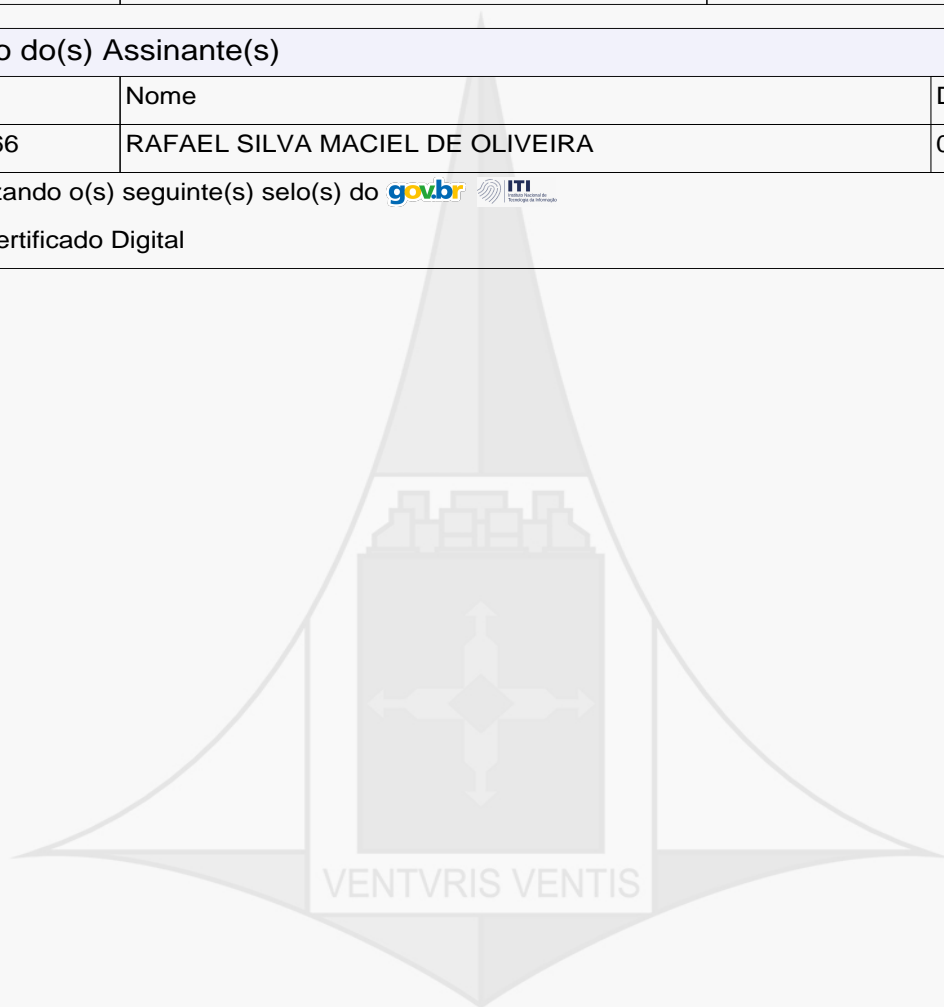 o do(s) Assinante(s)
Nome
66 RAFAEL SILVA MACIEL DE OLIVEIRA
zando o(s) seguinte(s) selo(s) do gov.br ITI
ertificado Digital
VENTVRIS VENTIS